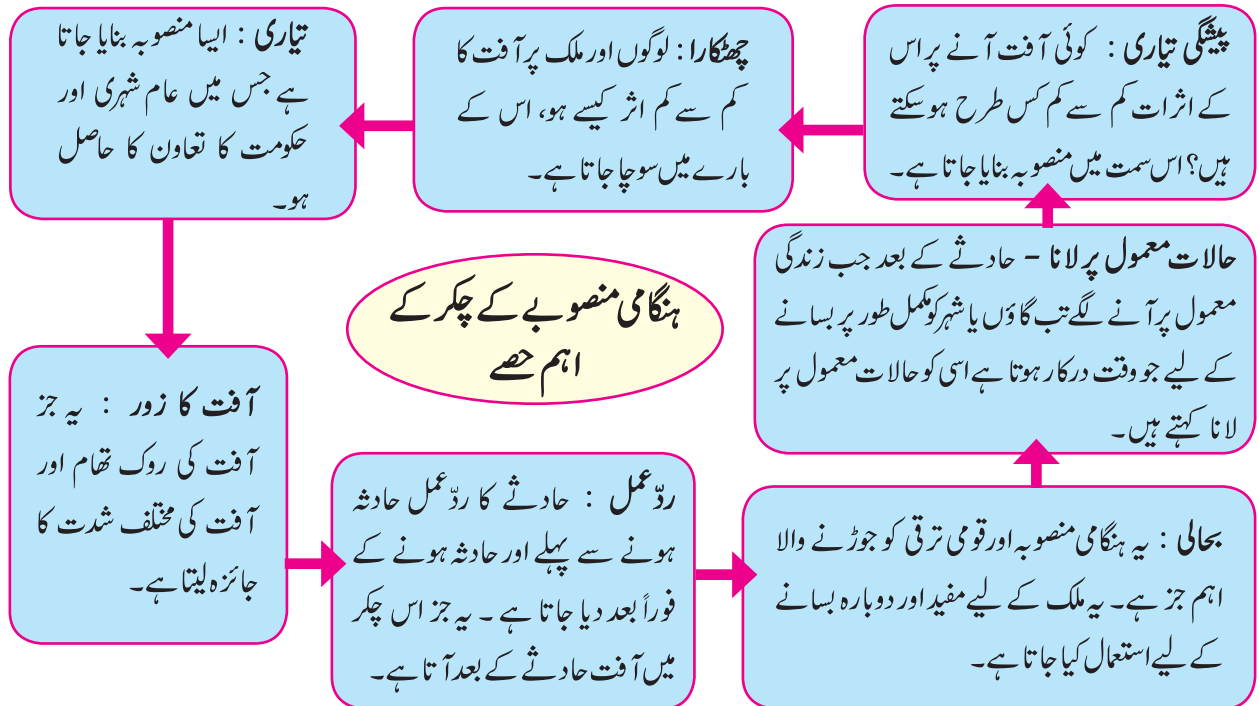 پیشگی تیاری : کوئی آفت آنے پر اس
کے اثرات کم سے کم کس طرح ہوسکتے
ہیں؟ اس سمت میں منصوبہ بنایا جاتا ہے۔
چھٹکارا : لوگوں اور ملک پر آفت کا
کم سے کم اثر کیسے ہو، اس کے
بارے میں سوچا جاتا ہے۔
تیّاری : ایسا منصوبہ بنایا جاتا
ہے جس میں عام شہری اور
حکومت کا تعاون کا حاصل
ہو۔
ہنگامی منصوبے کے چکر کے
اہم حصے
آفت کا زور : یہ جز
آفت کی روک تھام اور
آفت کی مختلف شدت کا
جائزہ لیتا ہے۔
ردّعمل : حادثے کا ردّعمل حادثہ
ہونے سے پہلے اور حادثہ ہونے کے
فوراً بعد دیا جاتا ہے ۔ یہ جز اس چکر
میں آفت حادثے کے بعد آتا ہے۔
بحالی : یہ ہنگامی منصوبہ اور قومی ترقی کو جوڑنے والا
اہم جز ہے۔ یہ ملک کے لیے مفید اور دوبارہ بسانے
کے لیے استعمال کیا جاتا ہے۔
حالات معمول پر لانا – حادثے کے بعد جب زندگی
معمول پر آنے لگے تب گاؤں یا شہر کو مکمل طور پر بسانے
کے لیے جو وقت درکار ہوتا ہے اسی کو حالات معمول پر
لانا کہتے ہیں۔